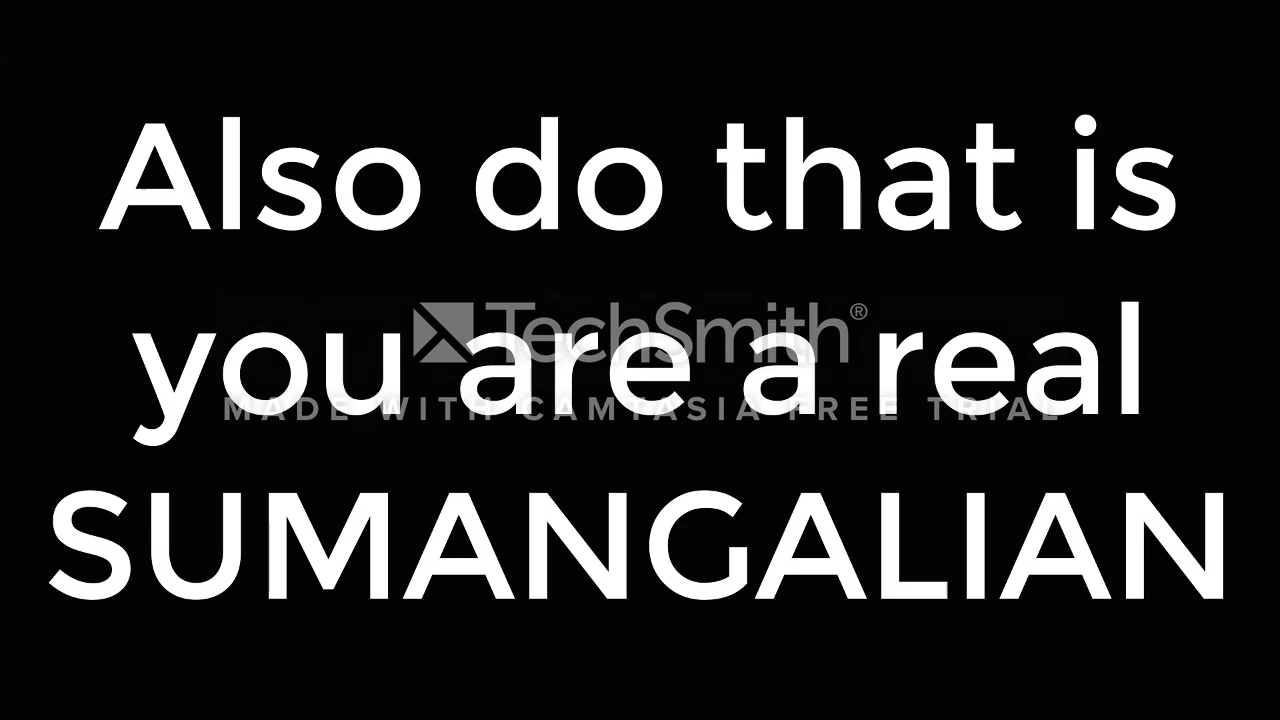 Also do that is
TechSmith®
you are a real
MADE WITH CAMTASIA FREE TRIAL
SUMANGALIAN